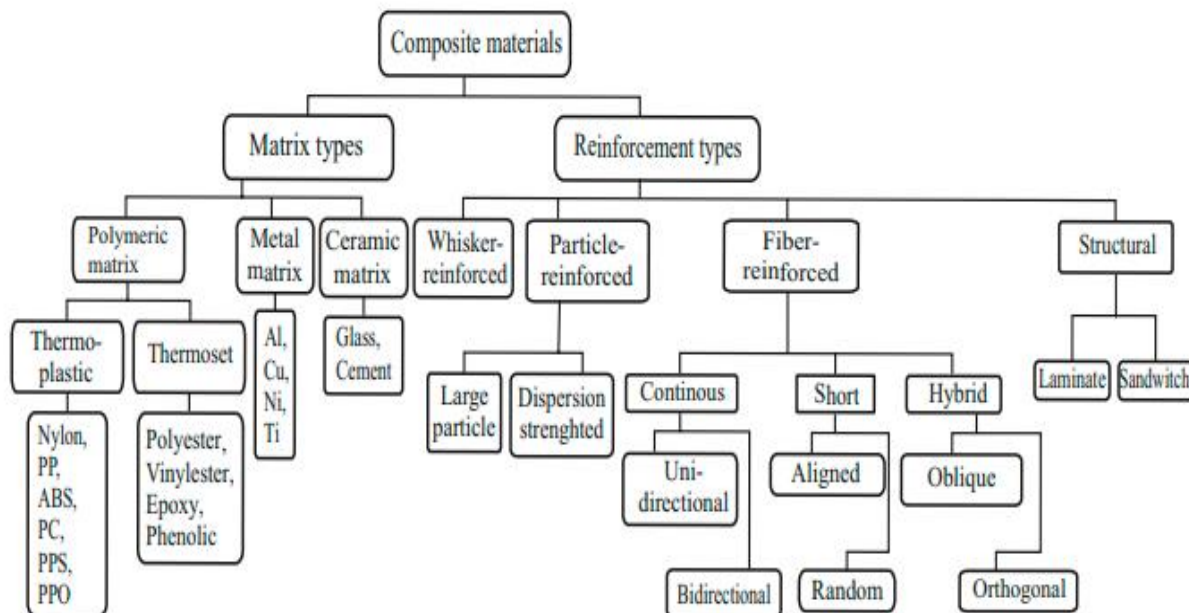 Composite materials
Matrix types
Reinforcement types
Polymeric
matrix
Metal
matrix
Ceramic
matrix
Whisker-
reinforced
Particle-
reinforced
Fiber-
reinforced
Structural
Thermo-
plastic
Thermoset
Al,
Cu,
Ni,
Ti
Glass,
Cement
Large
particle
Dispersion
strenghted
Continous
Short
Hybrid
Laminate
Sandwitch
Nylon,
PP,
ABS,
PC,
PPS,
PPO
Polyester,
Vinylester,
Epoxy,
Phenolic
Uni-
directional
Aligned
Oblique
Bidirectional
Random
Orthogonal